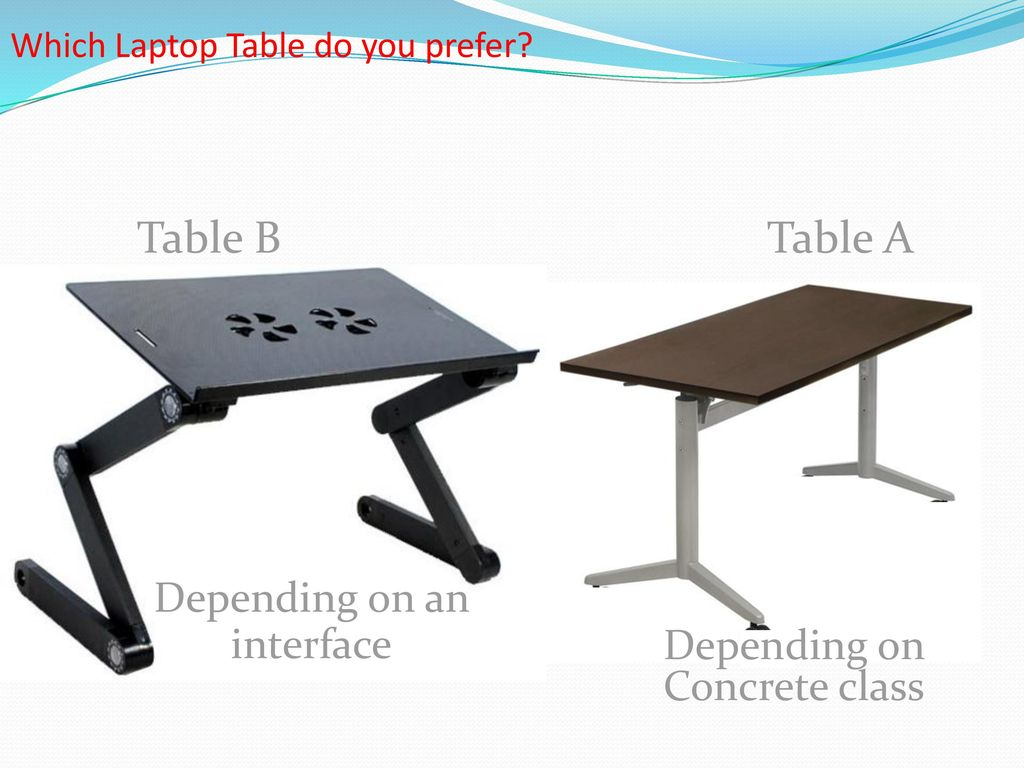 Which Laptop Table do you prefer?
Table B
Table A
Depending on an
interface
Depending on
Concrete class